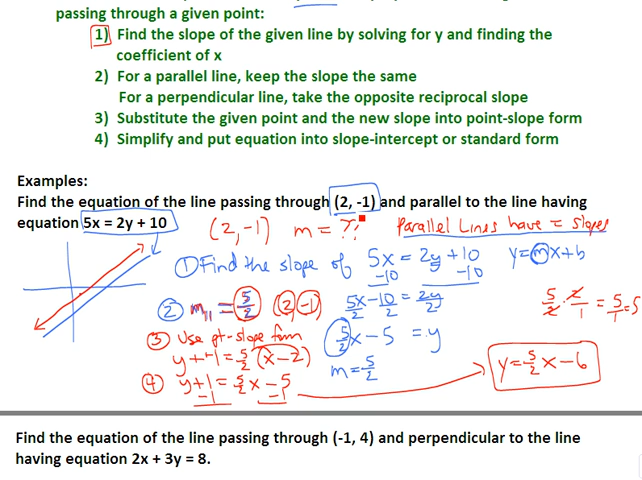 passing through a given point:
1) Find the slope of the given line by solving for y and finding the
coefficient of x
2) For a parallel line, keep the slope the same
For a perpendicular line, take the opposite reciprocal slope
3) Substitute the given point and the new slope into point-slope form
4) Simplify and put equation into slope-intercept or standard form
Examples:
Find the equation of the line passing through (2, -1) and parallel to the line having
equation 5x = 2y + 10
(2,-1) m = ?
Parallel Lines have = slopes
① Find the slope of 5x = 2y + 10
-10 -10
y=mx+b
② m|| = 5/2 (2,-1)
5x-10 = 2y
2 2 2
5/2 · 2/1 = 5/1 = 5
③ Use pt-slope form
5/2x-5 = y
y+1=5/2(x-2)
m=5/2
④ y+1=5/2x-5
-1 -1
y=5/2x-6
Find the equation of the line passing through (-1, 4) and perpendicular to the line
having equation 2x + 3y = 8.